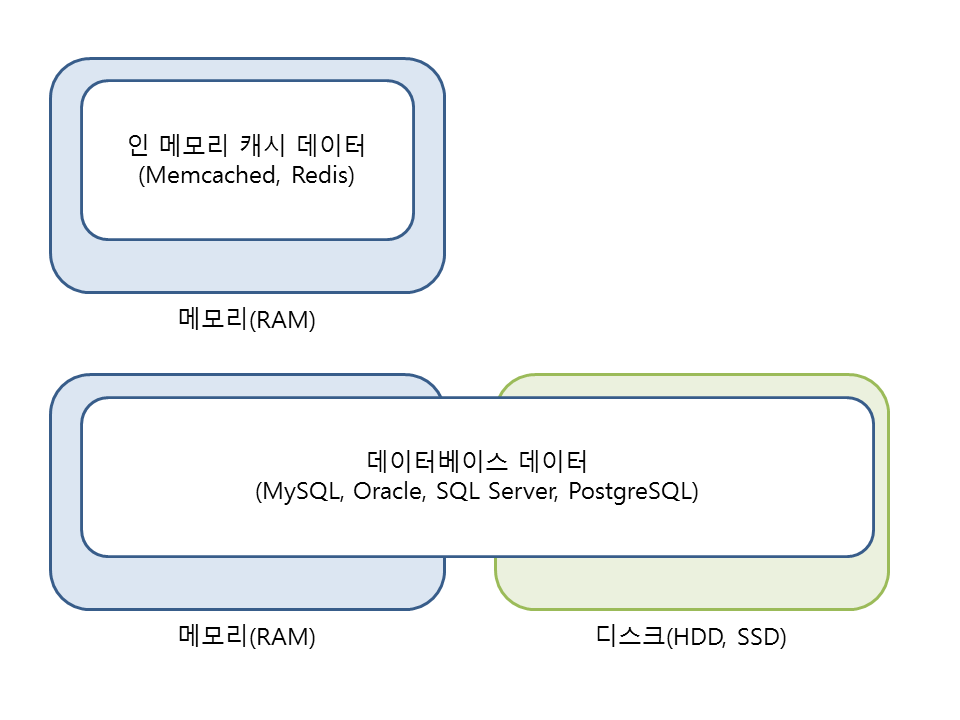 인 메모리 캐시 데이터
(Memcached, Redis)
메모리(RAM)
데이터베이스 데이터
(MySQL, Oracle, SQL Server, PostgreSQL)
메모리(RAM)
디스크(HDD, SSD)